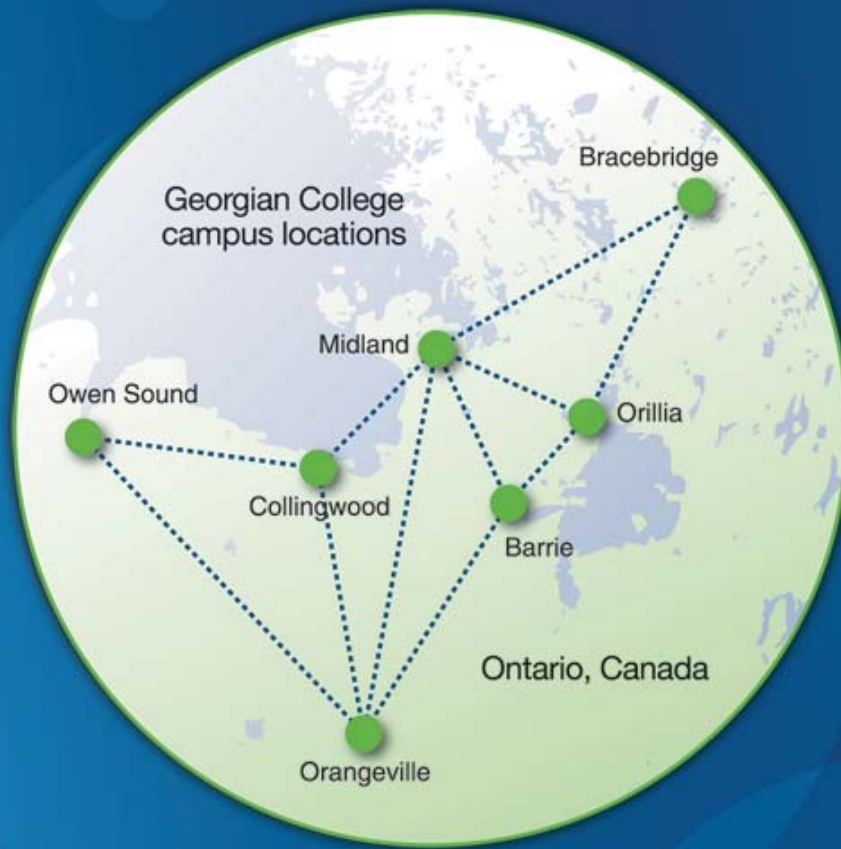 Bracebridge
Georgian College
campus locations
Midland
Owen Sound
Orillia
Collingwood
Barrie
Ontario, Canada
Orangeville